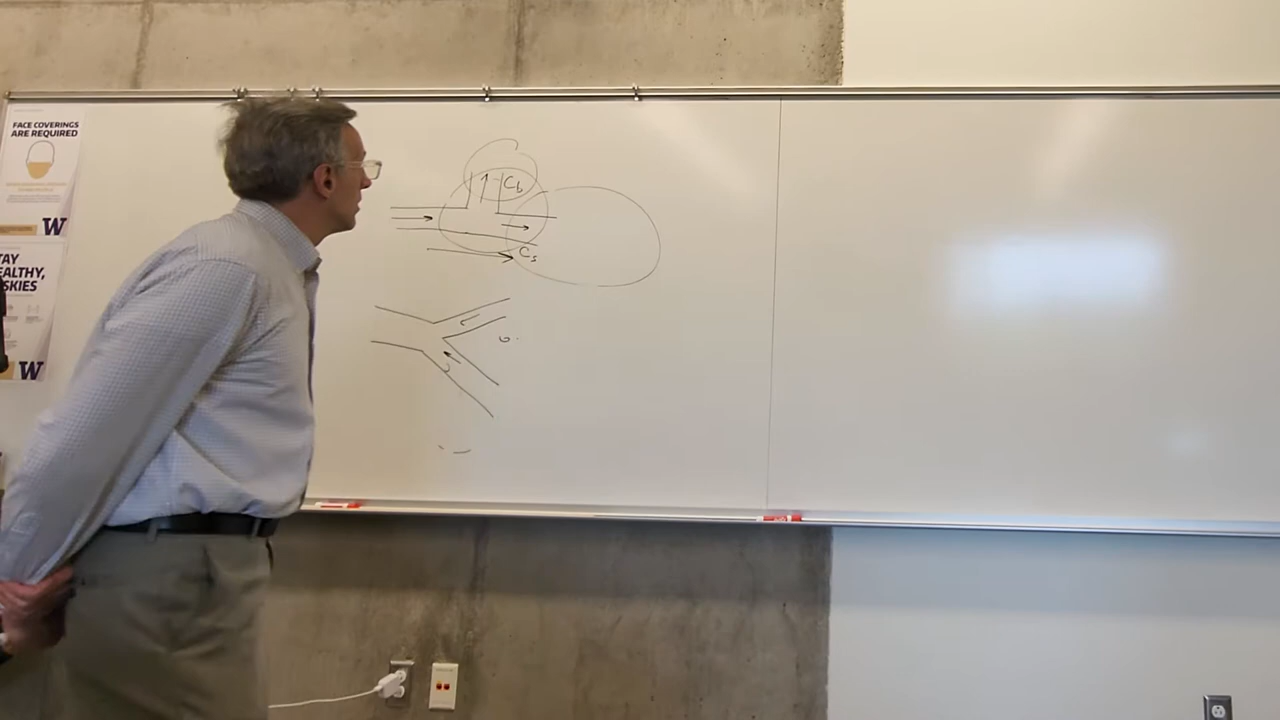 FACE COVERINGS
ARE REQUIRED
W
TAY
EALTHY,
SKIES
W
Cb
Cs